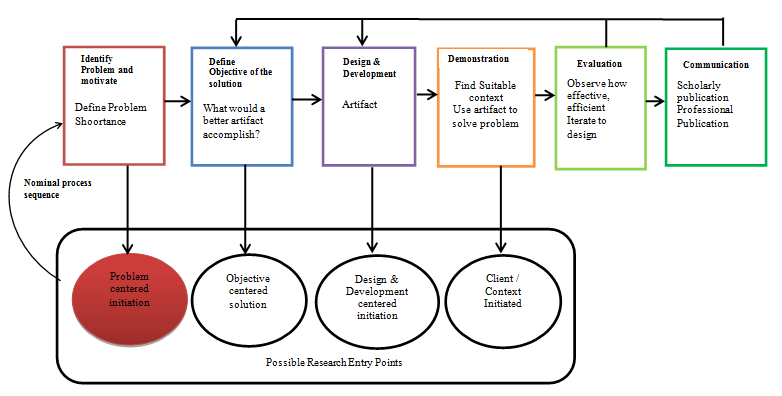 Identify
Problem and
motivate
Define Problem
Shoortance
Define
Objective of the
solution
What would a
better artifact
accomplish?
Design &
Development
Artifact
Demonstration
Find Suitable
context
Use artifact to
solve problem
Evaluation
Observe how
effective,
efficient
Iterate to
design
Communication
Scholarly
publication
Professional
Publication
Nominal process
sequence
Problem
centered
initiation
Objective
centered
solution
Design &
Development
centered
initiation
Client /
Context
Initiated
Possible Research Entry Points